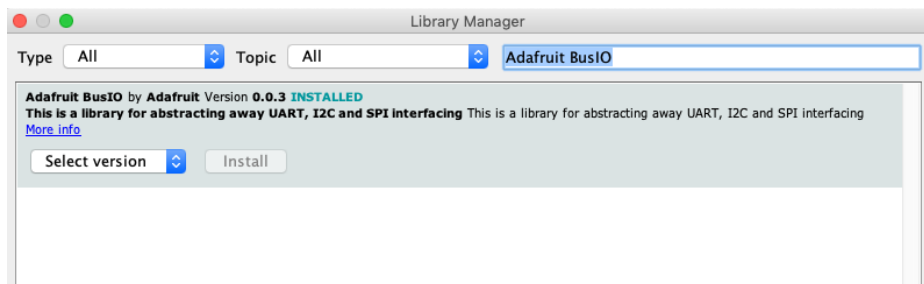 Library Manager
Type All Topic All Adafruit BusIO
Adafruit BusIO by Adafruit Version 0.0.3 INSTALLED
This is a library for abstracting away UART, I2C and SPI interfacing This is a library for abstracting away UART, I2C and SPI interfacing
More info
Select version Install